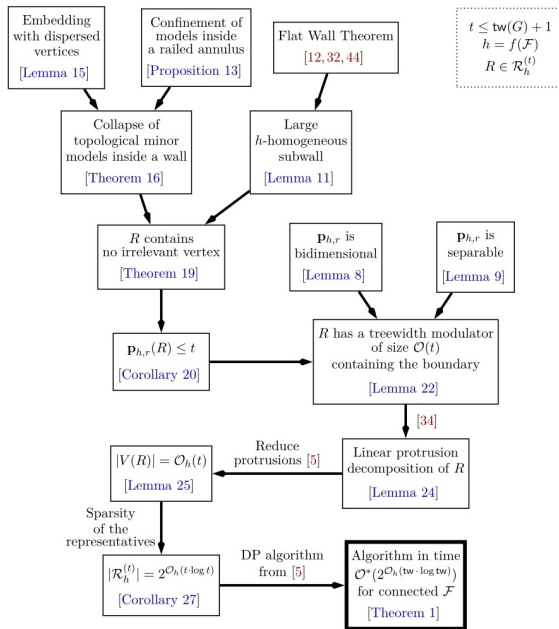 Embedding
with dispersed
vertices
[Lemma 15]
Confinement of
models inside
a railed annulus
[Proposition 13]
Flat Wall Theorem
[12,32,44]
t ≤ tw(G) + 1
h = f(ℱ)
R ∈ ℛ_h^{(t)}
Collapse of
topological minor
models inside a wall
[Theorem 16]
Large
h-homogeneous
subwall
[Lemma 11]
R contains
no irrelevant vertex
[Theorem 19]
p_{h,r} is
bidimensional
[Lemma 8]
p_{h,r} is
separable
[Lemma 9]
p_{h,r}(R) ≤ t
[Corollary 20]
R has a treewidth modulator
of size 𝒪(t)
containing the boundary
[Lemma 22]
[34]
Linear protrusion
decomposition of R
[Lemma 24]
Reduce
protrusions [5]
|V(R)| = 𝒪_h(t)
[Lemma 25]
Sparsity
of the
representatives
|ℛ_h^{(t)}| = 2^{𝒪_h(t·log t)}
[Corollary 27]
DP algorithm
from [5]
Algorithm in time
𝒪*(2^{𝒪_h(tw·log tw)})
for connected ℱ
[Theorem 1]